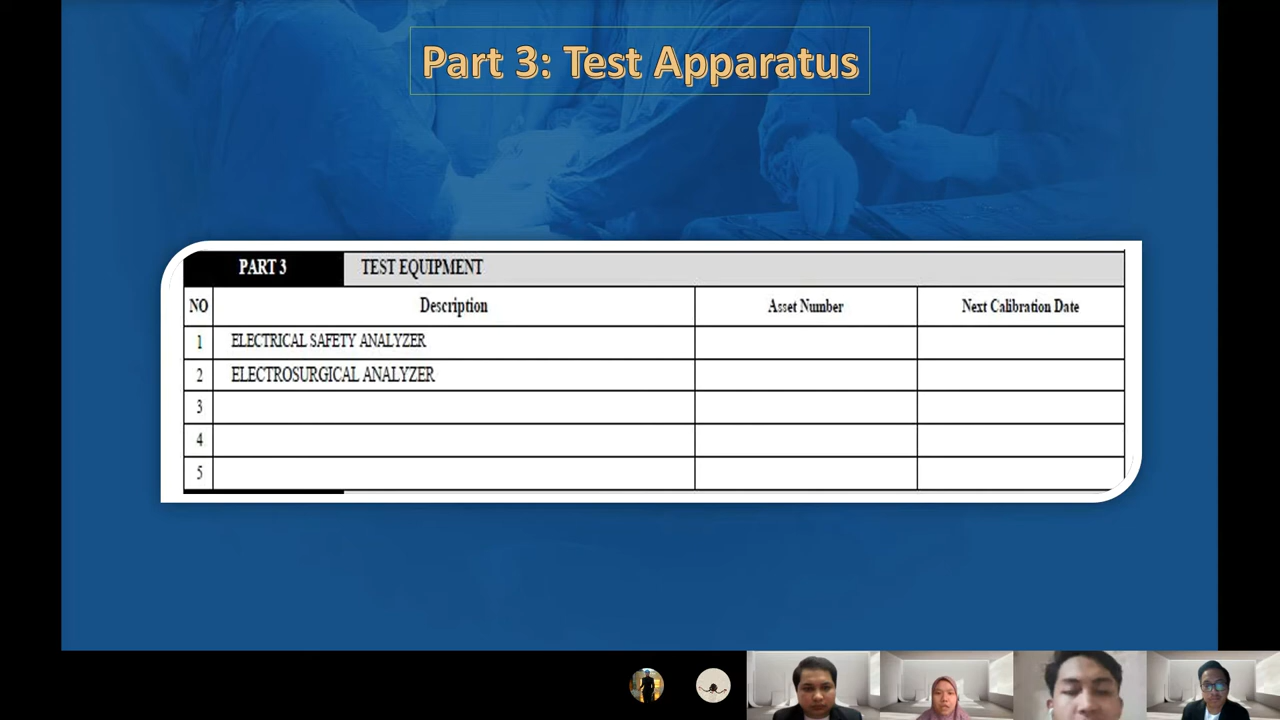 Part 3: Test Apparatus
PART 3 TEST EQUIPMENT
NO Description Asset Number Next Calibration Date
1 ELECTRICAL SAFETY ANALYZER
2 ELECTROSURGICAL ANALYZER
3
4
5